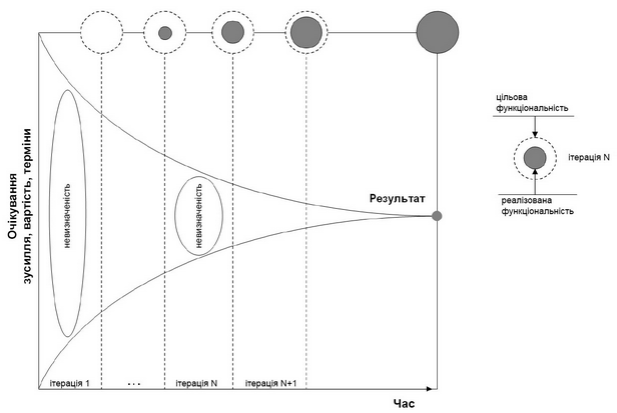 Очікування
зусилля, вартість, терміни
невизначеність
невизначеність
Результат
ітерація 1
...
ітерація N
ітерація N+1
Час
цільова
функціональність
ітерація N
реалізована
функціональність